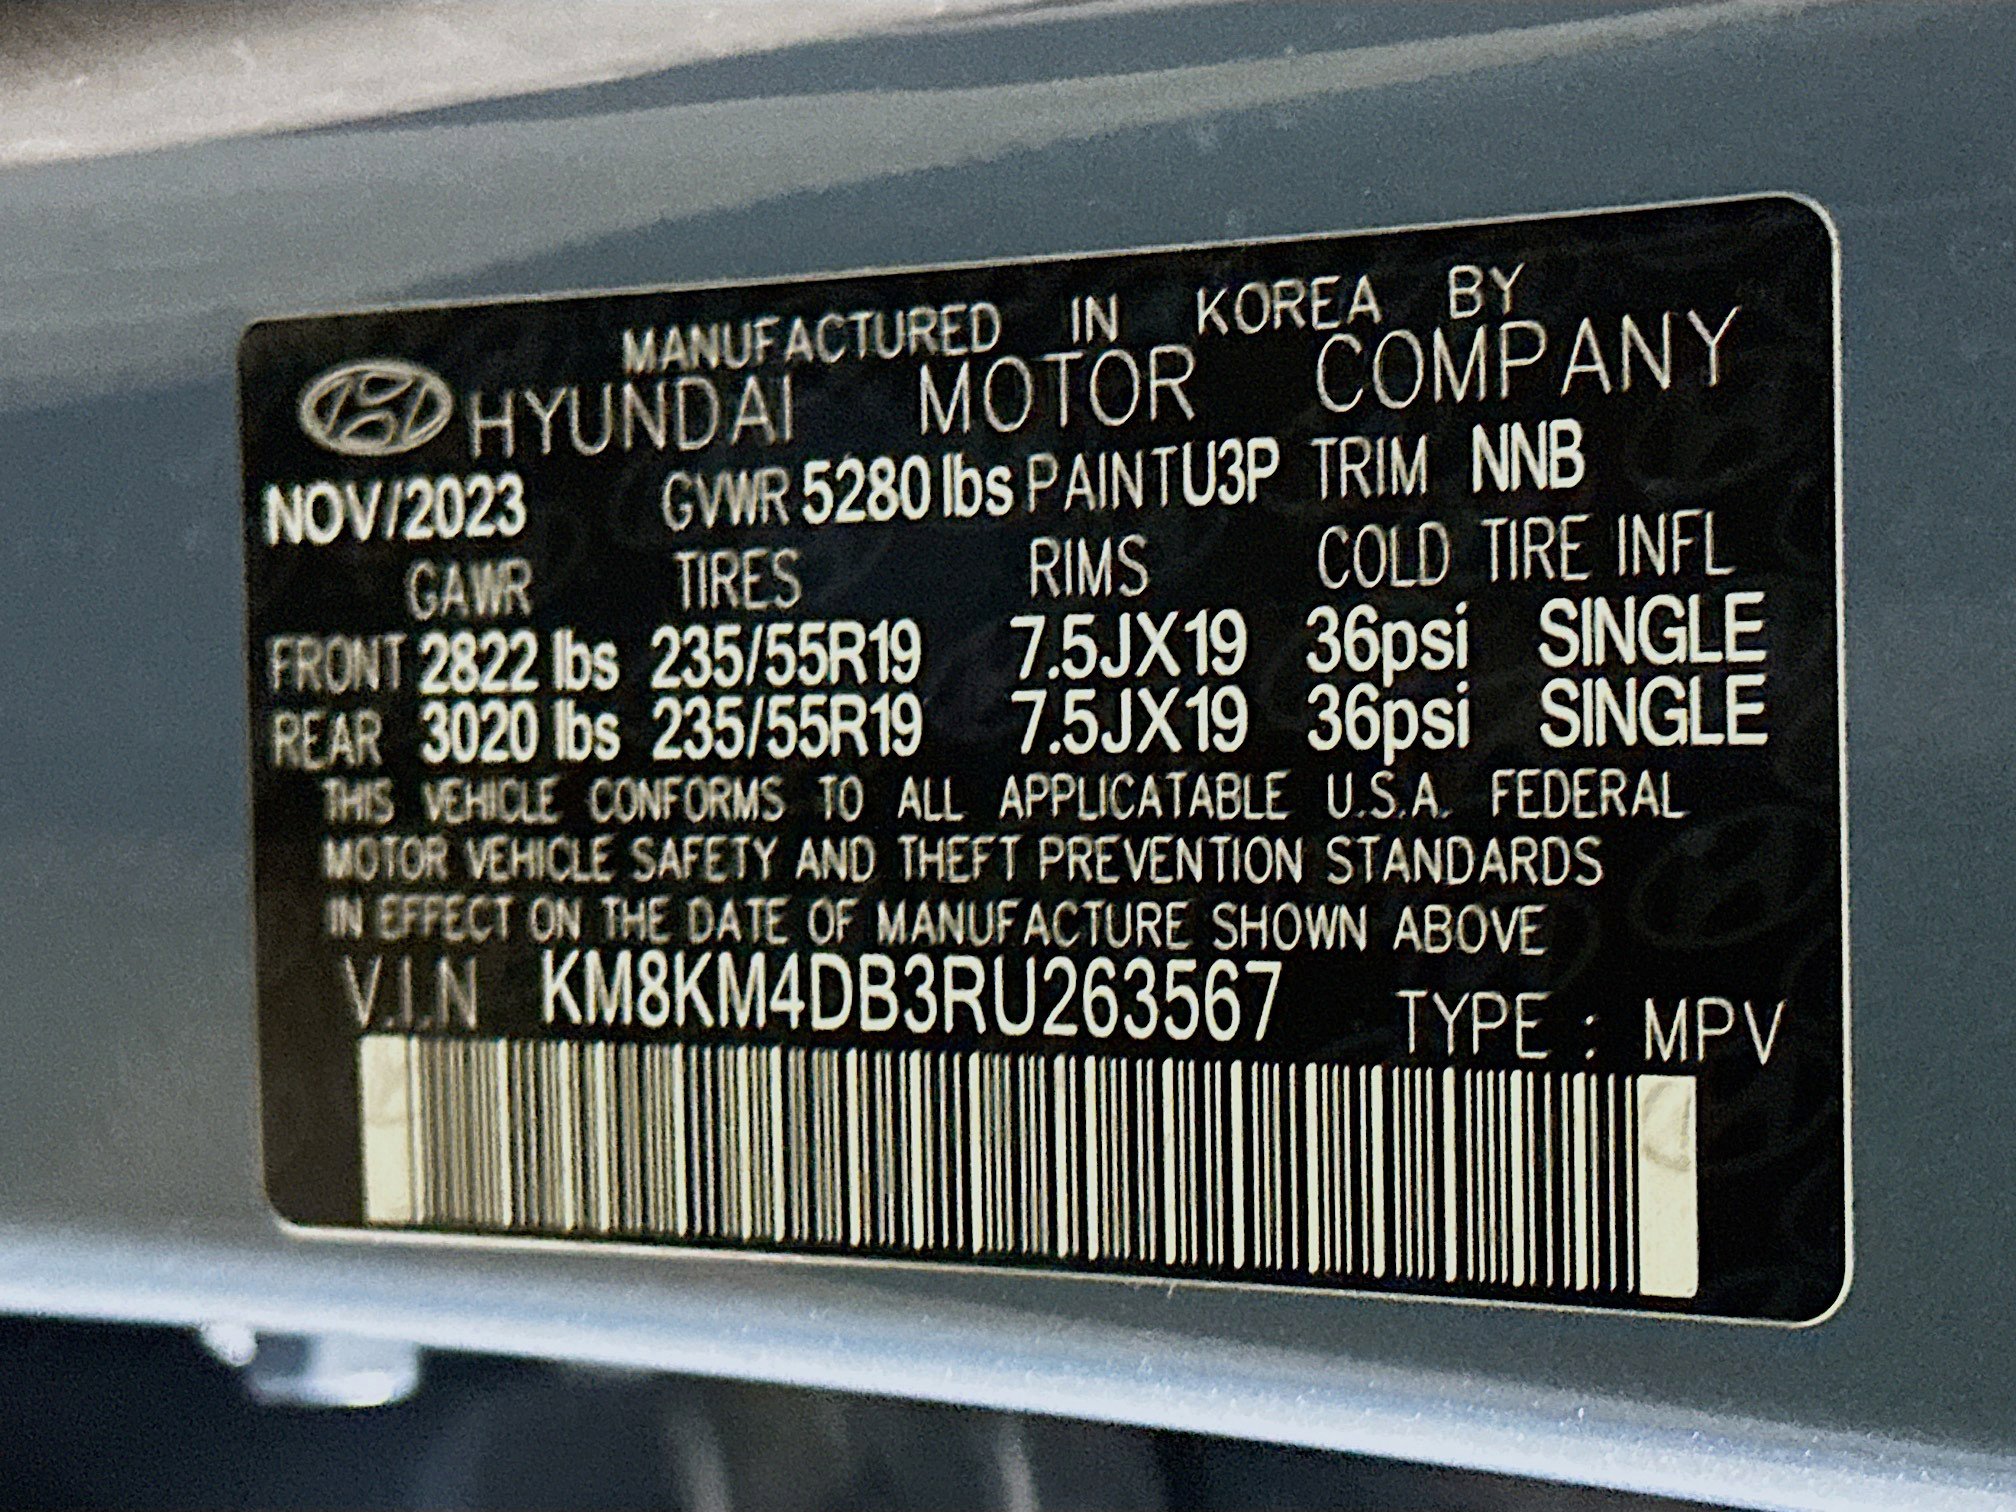 MANUFACTURED IN KOREA BY
HYUNDAI MOTOR COMPANY
NOV/2023 GVWR 5280 lbs PAINT U3P TRIM NNB
GAWR TIRES RIMS COLD TIRE INFL
FRONT 2822 lbs 235/55R19 7.5JX19 36psi SINGLE
REAR 3020 lbs 235/55R19 7.5JX19 36psi SINGLE
THIS VEHICLE CONFORMS TO ALL APPLICATABLE U.S.A. FEDERAL
MOTOR VEHICLE SAFETY AND THEFT PREVENTION STANDARDS
IN EFFECT ON THE DATE OF MANUFACTURE SHOWN ABOVE
V.I.N KM8KM4DB3RU263567 TYPE : MPV